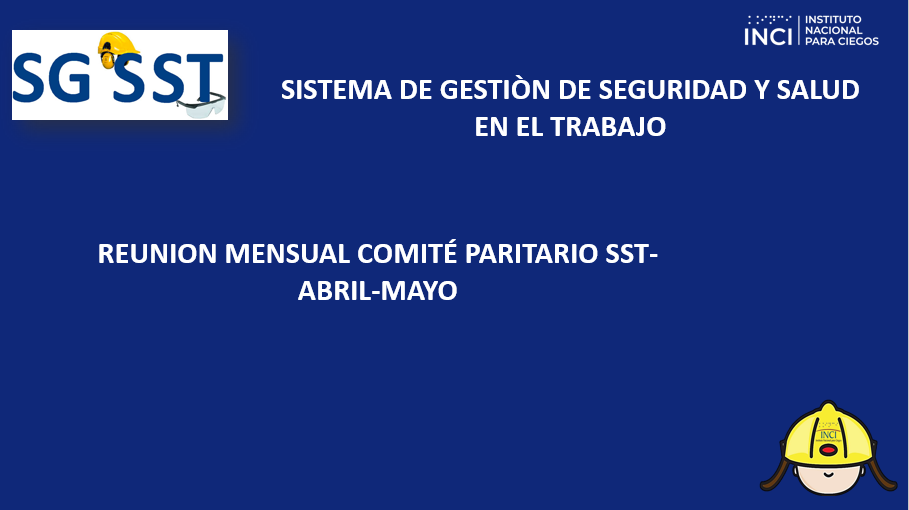 SG SST
INCI
INSTITUTO
NACIONAL
PARA CIEGOS
SISTEMA DE GESTIÒN DE SEGURIDAD Y SALUD
EN EL TRABAJO
REUNION MENSUAL COMITÉ PARITARIO SST-
ABRIL-MAYO
INCI